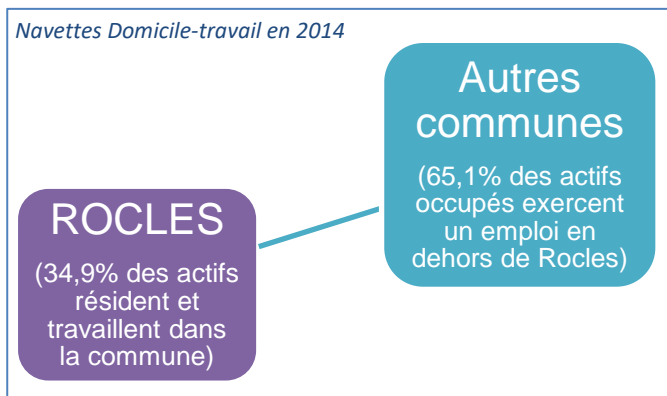 Navettes Domicile-travail en 2014
Autres
communes
(65,1% des actifs
occupés exercent
un emploi en
dehors de Rocles)
ROCLES
(34,9% des actifs
résident et
travaillent dans
la commune)